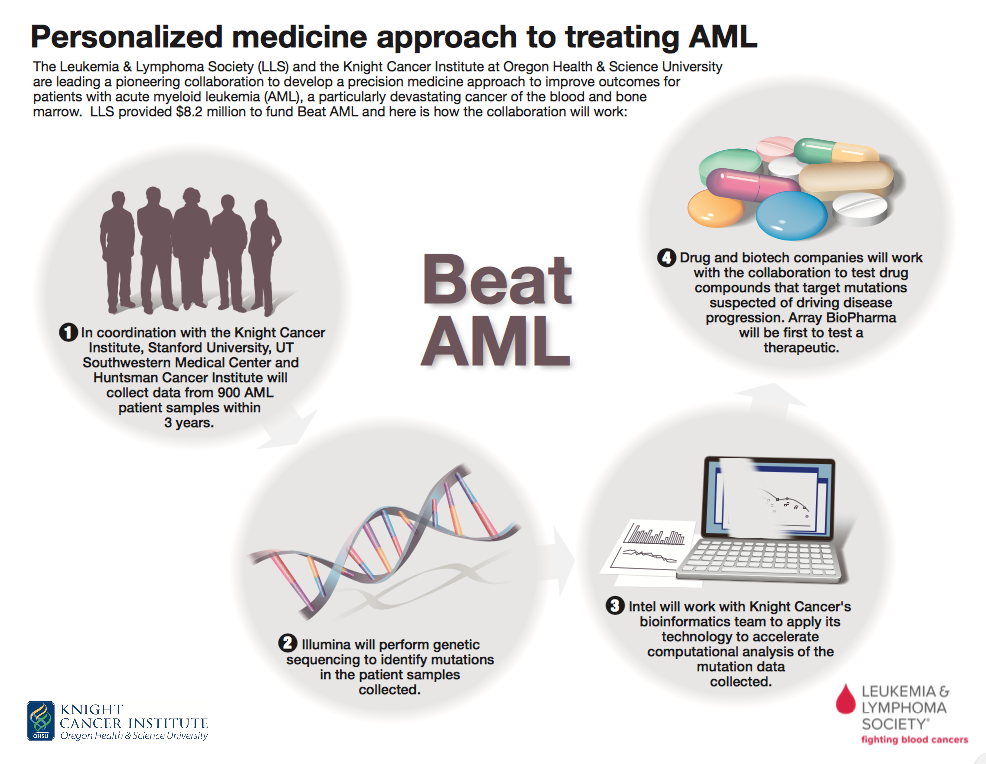 Personalized medicine approach to treating AML
The Leukemia & Lymphoma Society (LLS) and the Knight Cancer Institute at Oregon Health & Science University
are leading a pioneering collaboration to develop a precision medicine approach to improve outcomes for
patients with acute myeloid leukemia (AML), a particularly devastating cancer of the blood and bone
marrow. LLS provided $8.2 million to fund Beat AML and here is how the collaboration will work:
Beat
AML
1 In coordination with the Knight Cancer
Institute, Stanford University, UT
Southwestern Medical Center and
Huntsman Cancer Institute will
collect data from 900 AML
patient samples within
3 years.
2 Illumina will perform genetic
sequencing to identify mutations
in the patient samples
collected.
3 Intel will work with Knight Cancer's
bioinformatics team to apply its
technology to accelerate
computational analysis of the
mutation data
collected.
4 Drug and biotech companies will work
with the collaboration to test drug
compounds that target mutations
suspected of driving disease
progression. Array BioPharma
will be first to test a
therapeutic.
OHSU
KNIGHT
CANCER INSTITUTE
Oregon Health & Science University
LEUKEMIA &
LYMPHOMA
SOCIETY®
fighting blood cancers